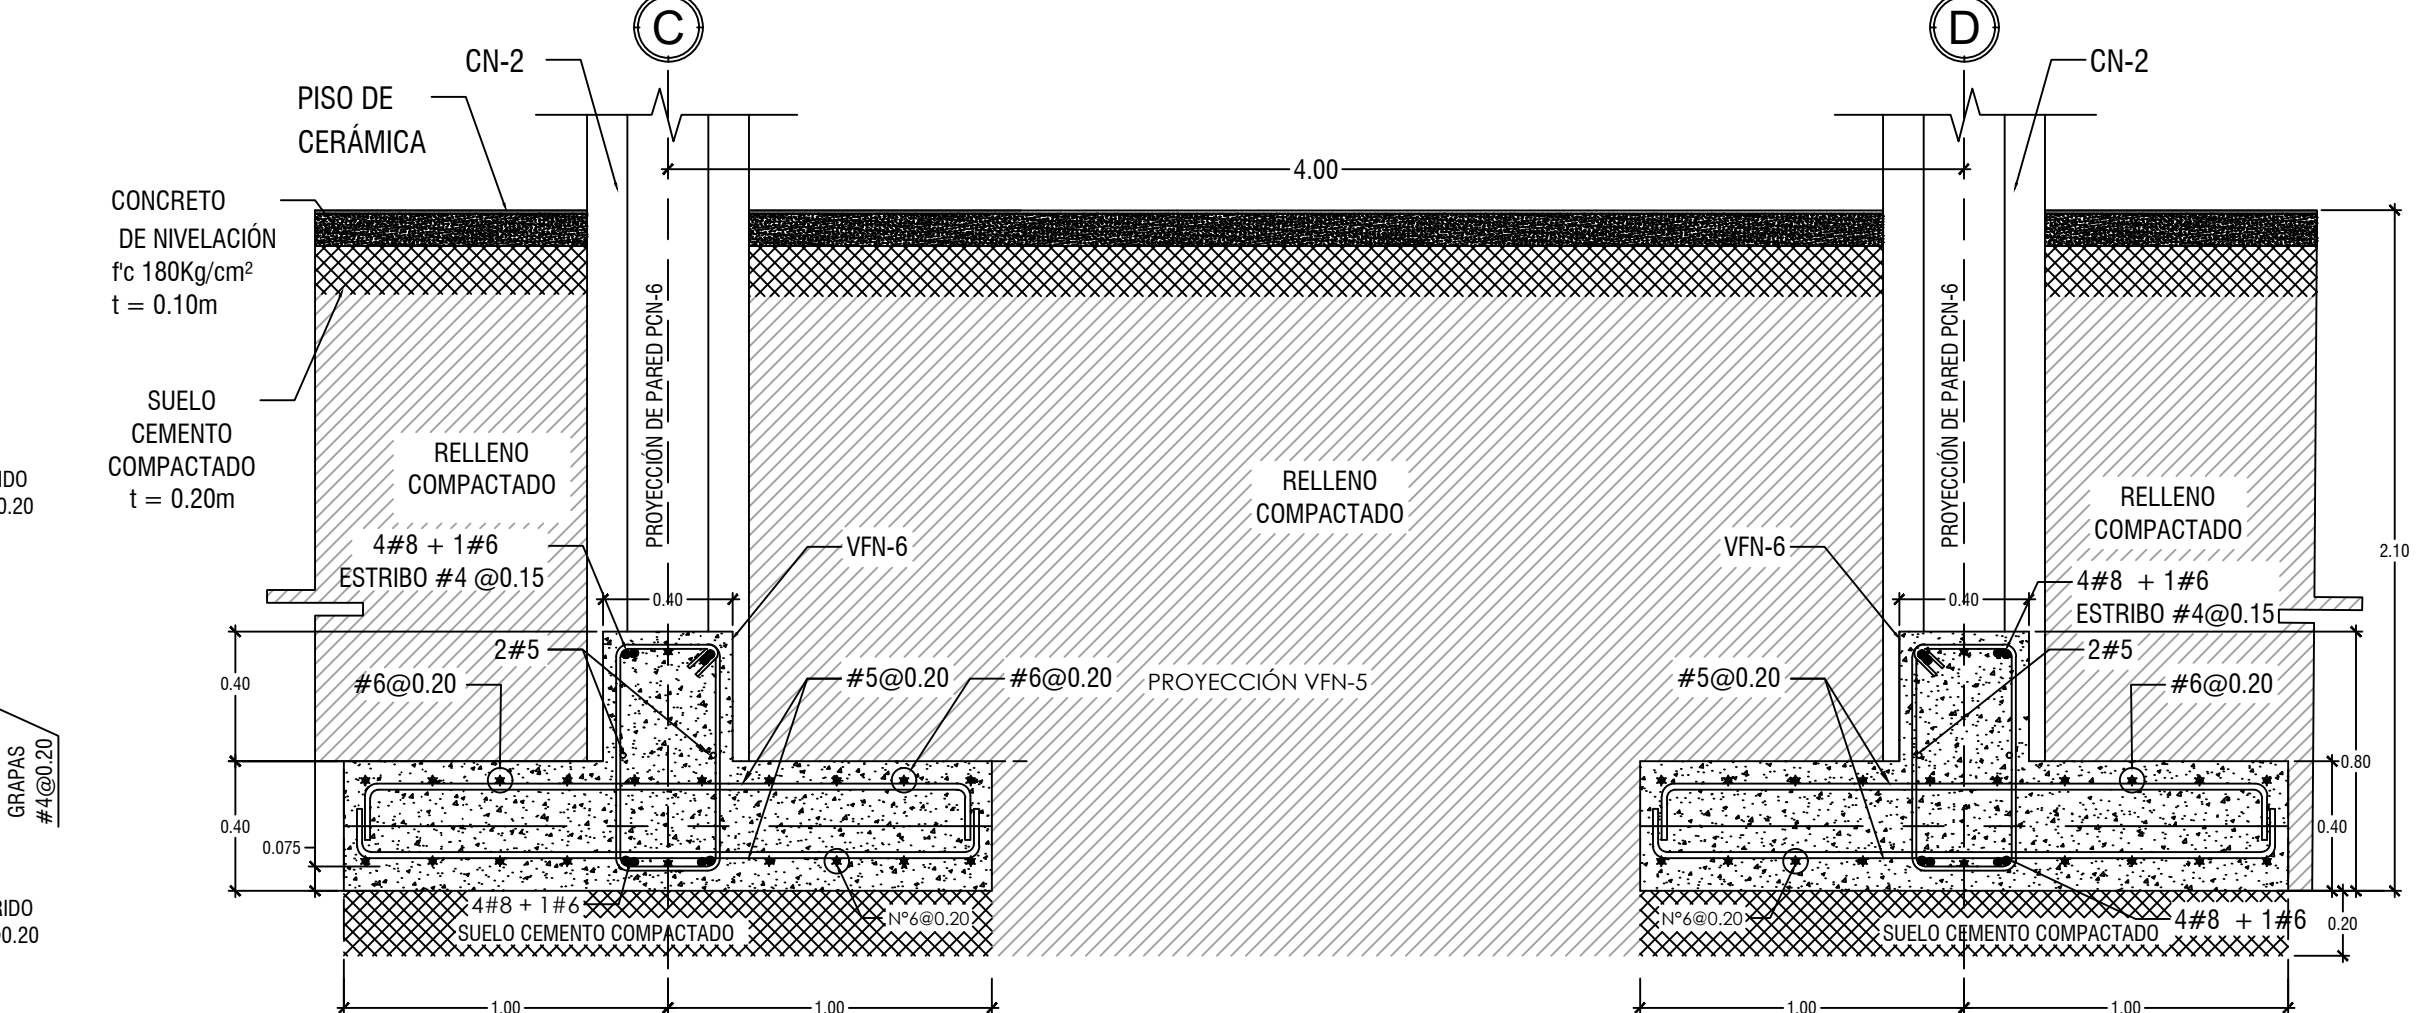 C
D
CN-2
CN-2
PISO DE
CERÁMICA
4.00
CONCRETO
DE NIVELACIÓN
f'c 180Kg/cm²
t = 0.10m
PROYECCIÓN DE PARED PCN-6
PROYECCIÓN DE PARED PCN-6
SUELO
CEMENTO
COMPACTADO
t = 0.20m
RELLENO
COMPACTADO
RELLENO
COMPACTADO
RELLENO
COMPACTADO
0.20
4#8 + 1#6
ESTRIBO #4 @0.15
VFN-6
VFN-6
2.10
4#8 + 1#6
ESTRIBO #4@0.15
0.40
0.40
2#5
2#5
0.40
#6@0.20
#5@0.20
#6@0.20
PROYECCIÓN VFN-5
#5@0.20
#6@0.20
GRAPAS
#4@0.20
0.80
0.40
0.075
0.40
4#8 + 1#6
N°6@0.20
SUELO CEMENTO COMPACTADO
N°6@0.20
4#8 + 1#6
SUELO CEMENTO COMPACTADO
0.20
0.20
1.00
1.00
1.00
1.00